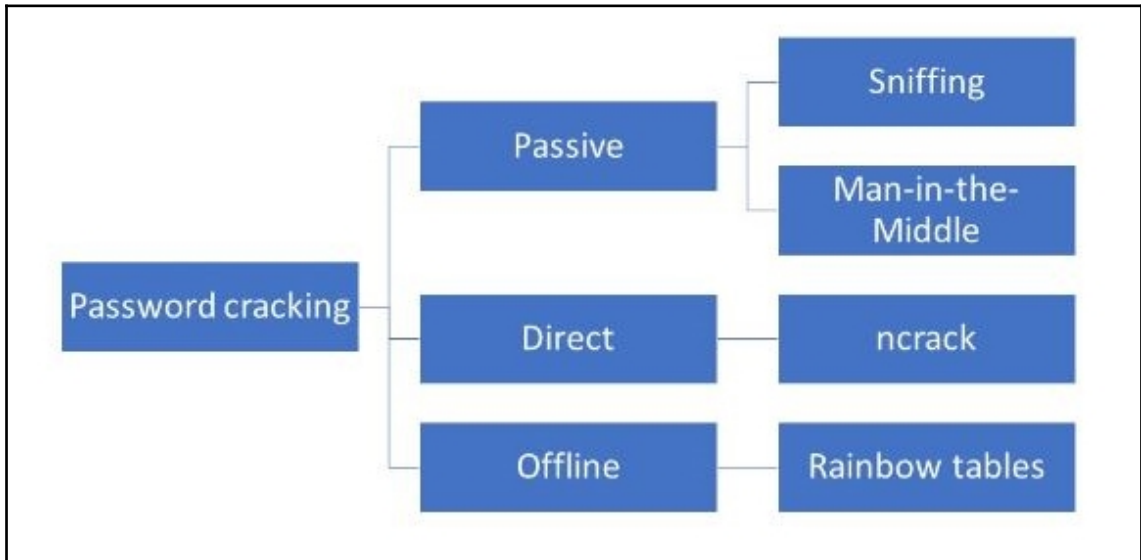 Password cracking
Passive
Sniffing
Man-in-the-
Middle
Direct
ncrack
Offline
Rainbow tables